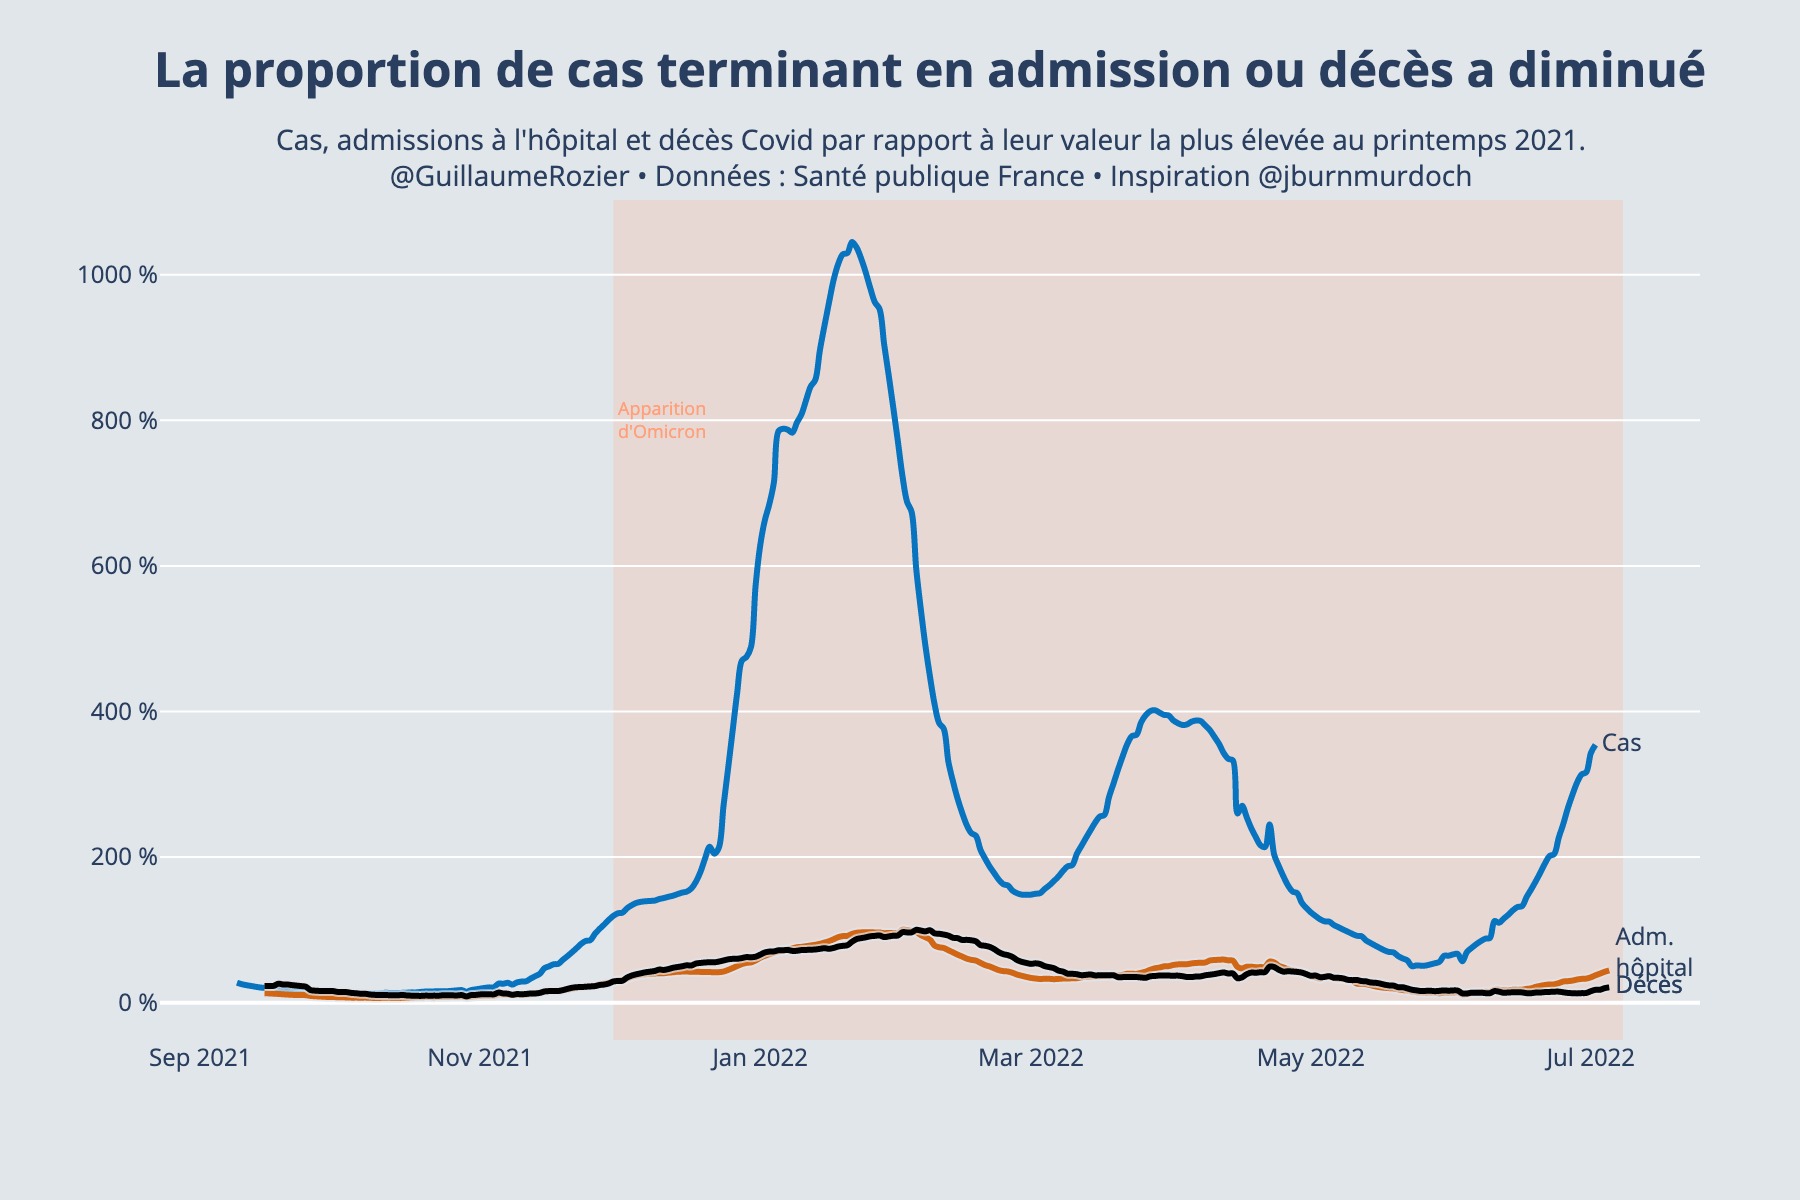 La proportion de cas terminant en admission ou décès a diminué
Cas, admissions à l'hôpital et décès Covid par rapport à leur valeur la plus élevée au printemps 2021.
@GuillaumeRozier • Données : Santé publique France • Inspiration @jburnmurdoch
1000 %
800 %
600 %
400 %
200 %
0 %
Apparition
d'Omicron
Cas
Adm.
hôpital
Décès
Sep 2021
Nov 2021
Jan 2022
Mar 2022
May 2022
Jul 2022